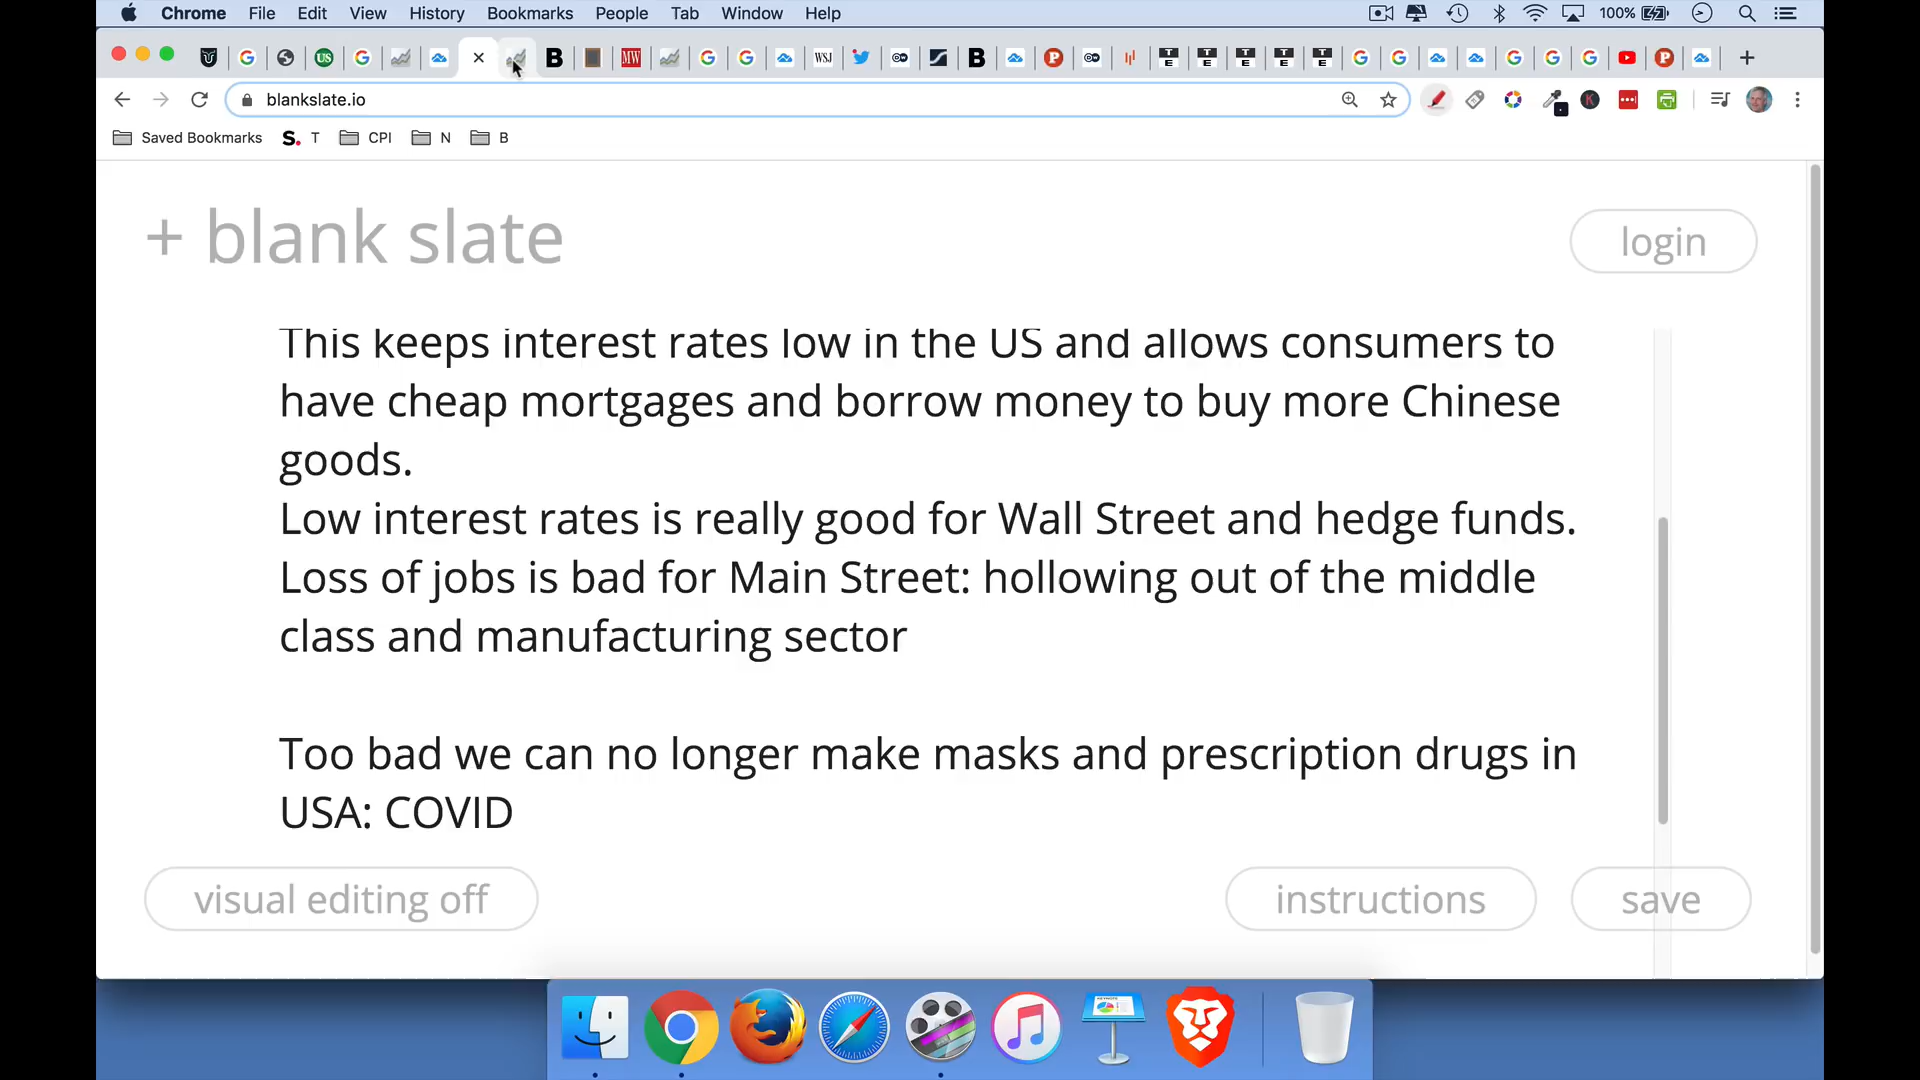 Chrome File Edit View History Bookmarks People Tab Window Help 100%
US B MW WSJ B P T E T E T E T E T E P
blankslate.io K
Saved Bookmarks S. T CPI N B
+ blank slate login
This keeps interest rates low in the US and allows consumers to
have cheap mortgages and borrow money to buy more Chinese
goods.
Low interest rates is really good for Wall Street and hedge funds.
Loss of jobs is bad for Main Street: hollowing out of the middle
class and manufacturing sector
Too bad we can no longer make masks and prescription drugs in
USA: COVID
visual editing off instructions save